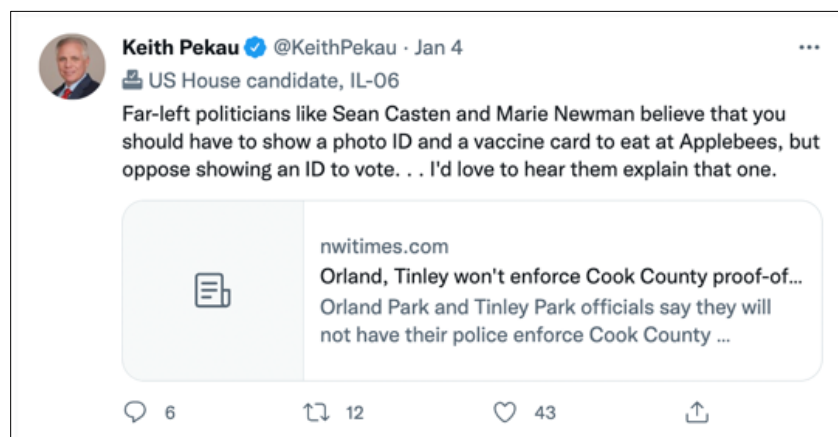 Keith Pekau @KeithPekau · Jan 4
US House candidate, IL-06
Far-left politicians like Sean Casten and Marie Newman believe that you
should have to show a photo ID and a vaccine card to eat at Applebees, but
oppose showing an ID to vote. . . I'd love to hear them explain that one.
nwitimes.com
Orland, Tinley won't enforce Cook County proof-of...
Orland Park and Tinley Park officials say they will
not have their police enforce Cook County ...
6 12 43